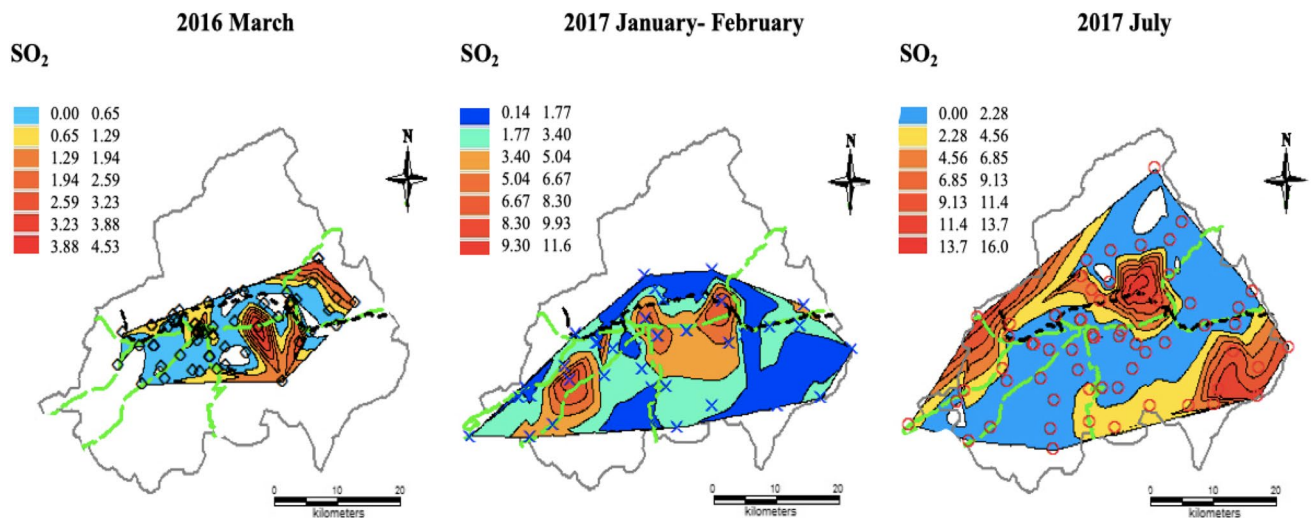 2016 March
SO2
0.00 0.65
0.65 1.29
1.29 1.94
1.94 2.59
2.59 3.23
3.23 3.88
3.88 4.53
N
0 10 20
kilometers
2017 January- February
SO2
0.14 1.77
1.77 3.40
3.40 5.04
5.04 6.67
6.67 8.30
8.30 9.93
9.30 11.6
N
0 10 20
kilometers
2017 July
SO2
0.00 2.28
2.28 4.56
4.56 6.85
6.85 9.13
9.13 11.4
11.4 13.7
13.7 16.0
N
0 10 20
kilometers